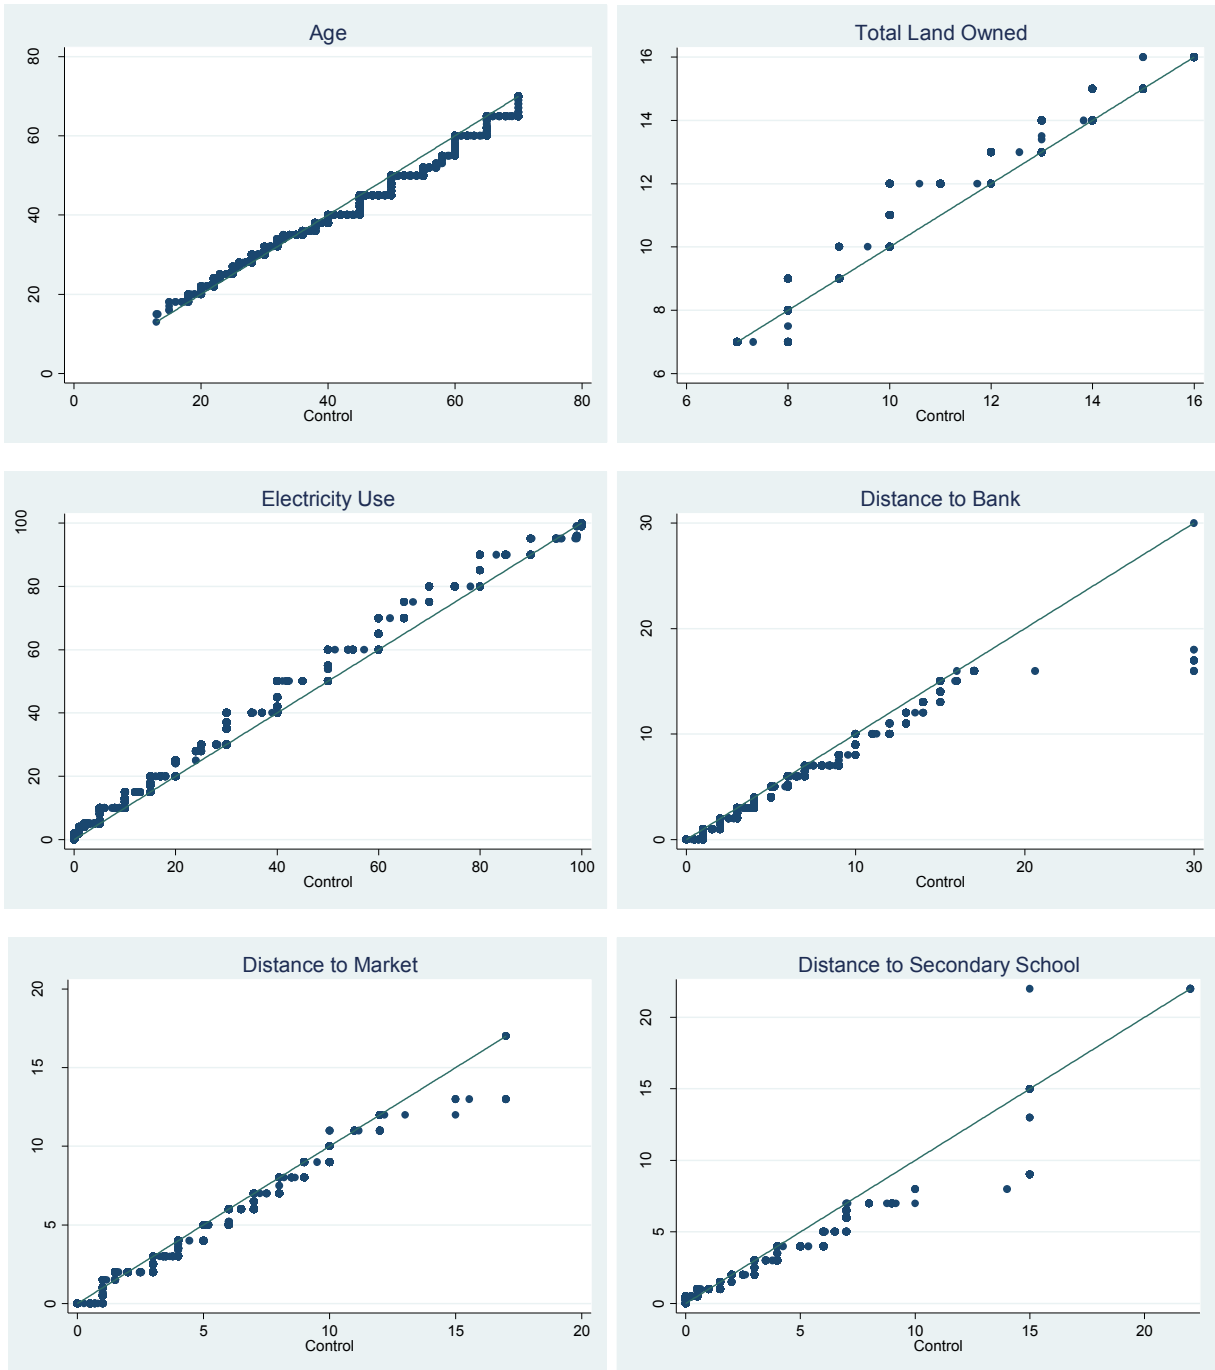 Age
80
60
40
20
0
0 20 40 60 80
Control
Total Land Owned
16
14
12
10
8
6
6 8 10 12 14 16
Control
Electricity Use
100
80
60
40
20
0
0 20 40 60 80 100
Control
Distance to Bank
30
20
10
0
0 10 20 30
Control
Distance to Market
20
15
10
5
0
0 5 10 15 20
Control
Distance to Secondary School
20
15
10
5
0
0 5 10 15 20
Control